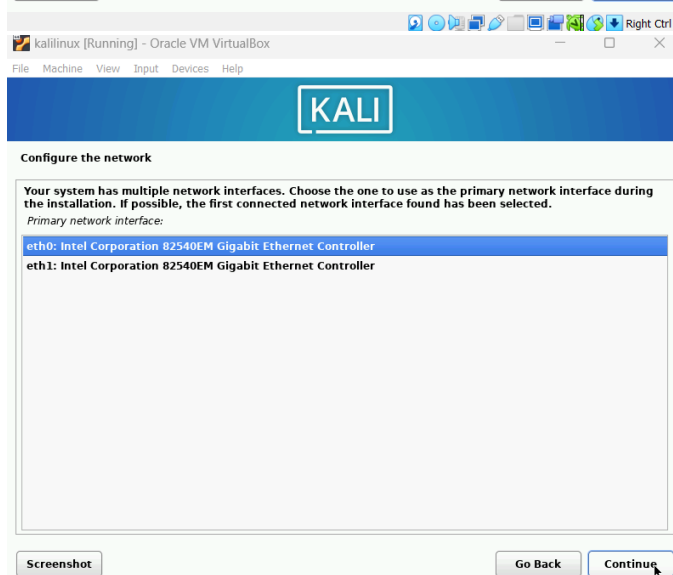 Right Ctrl
kalilinux [Running] - Oracle VM VirtualBox
File Machine View Input Devices Help
KALI
Configure the network
Your system has multiple network interfaces. Choose the one to use as the primary network interface during
the installation. If possible, the first connected network interface found has been selected.
Primary network interface:
eth0: Intel Corporation 82540EM Gigabit Ethernet Controller
eth1: Intel Corporation 82540EM Gigabit Ethernet Controller
Screenshot Go Back Continue